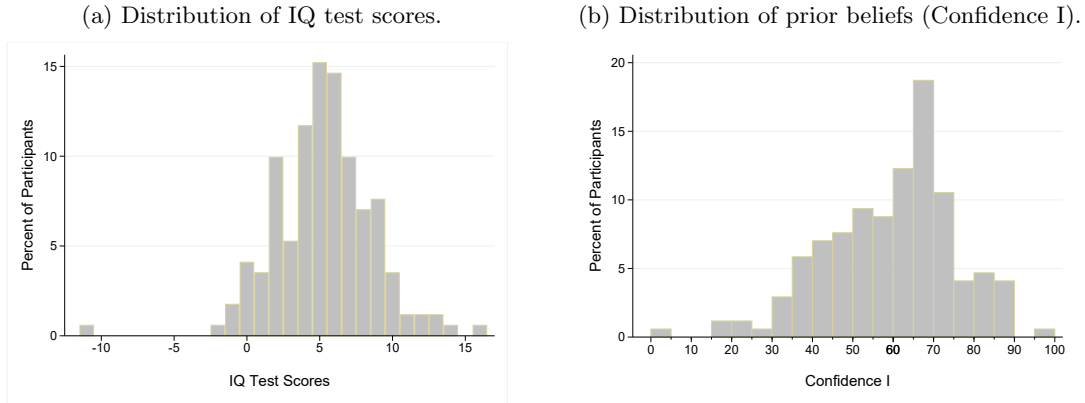 (a) Distribution of IQ test scores.
15
10
5
0
Percent of Participants
-10 -5 0 5 10 15
IQ Test Scores
(b) Distribution of prior beliefs (Confidence I).
20
15
10
5
0
Percent of Participants
0 10 20 30 40 50 60 70 80 90 100
Confidence I